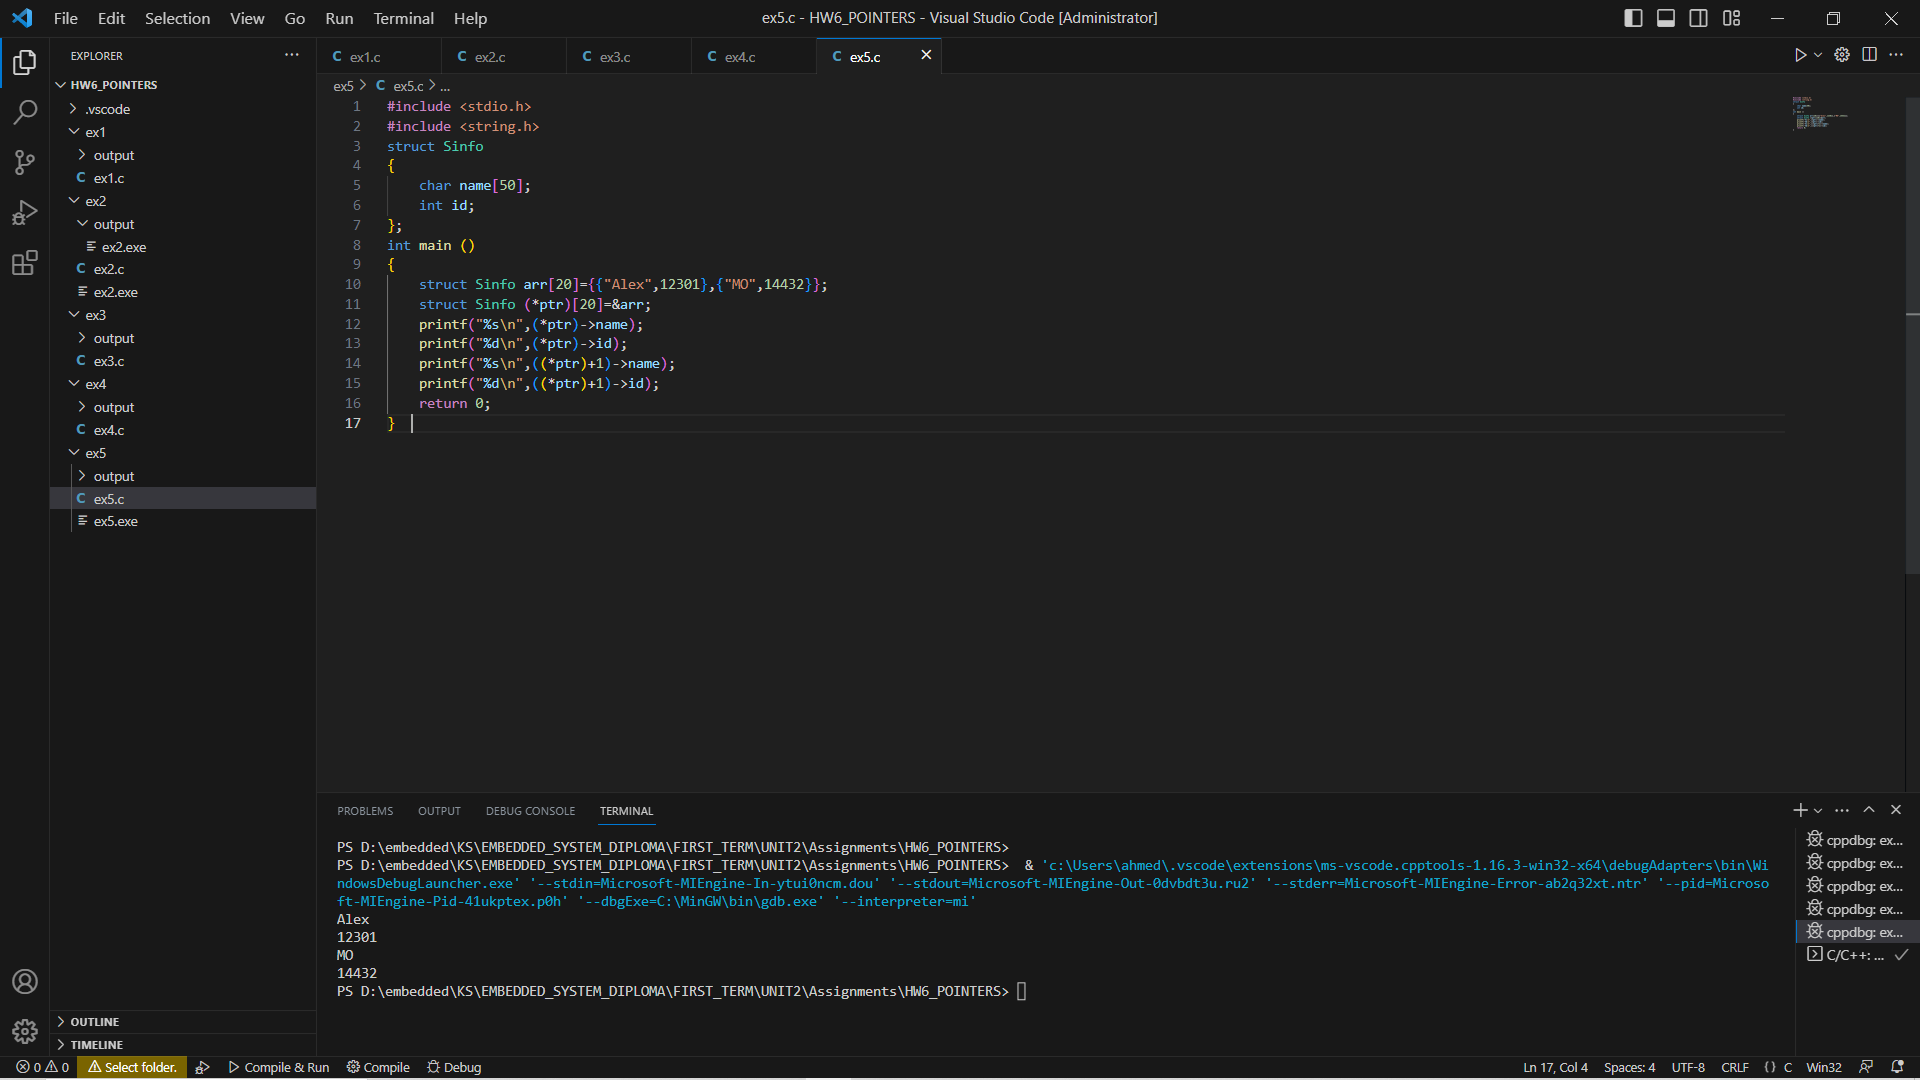 File Edit Selection View Go Run Terminal Help
ex5.c - HW6_POINTERS - Visual Studio Code [Administrator]
EXPLORER
HW6_POINTERS
.vscode
ex1
output
C ex1.c
ex2
output
ex2.exe
C ex2.c
ex2.exe
ex3
output
C ex3.c
ex4
output
C ex4.c
ex5
output
C ex5.c
ex5.exe
OUTLINE
TIMELINE
C ex1.c C ex2.c C ex3.c C ex4.c C ex5.c
ex5 > C ex5.c > ...
1 #include <stdio.h>
2 #include <string.h>
3 struct Sinfo
4 {
5 char name[50];
6 int id;
7 };
8 int main ()
9 {
10 struct Sinfo arr[20]={{"Alex",12301},{"MO",14432}};
11 struct Sinfo (*ptr)[20]=&arr;
12 printf("%s\n",(*ptr)->name);
13 printf("%d\n",(*ptr)->id);
14 printf("%s\n",((*ptr)+1)->name);
15 printf("%d\n",((*ptr)+1)->id);
16 return 0;
17 }
PROBLEMS OUTPUT DEBUG CONSOLE TERMINAL
PS D:\embedded\KS\EMBEDDED_SYSTEM_DIPLOMA\FIRST_TERM\UNIT2\Assignments\HW6_POINTERS>
PS D:\embedded\KS\EMBEDDED_SYSTEM_DIPLOMA\FIRST_TERM\UNIT2\Assignments\HW6_POINTERS> & 'c:\Users\ahmed\.vscode\extensions\ms-vscode.cpptools-1.16.3-win32-x64\debugAdapters\bin\Wi
ndowsDebugLauncher.exe' '--stdin=Microsoft-MIEngine-In-ytui0ncm.dou' '--stdout=Microsoft-MIEngine-Out-0dvbdt3u.ru2' '--stderr=Microsoft-MIEngine-Error-ab2q32xt.ntr' '--pid=Microso
ft-MIEngine-Pid-41ukptex.p0h' '--dbgExe=C:\MinGW\bin\gdb.exe' '--interpreter=mi'
Alex
12301
MO
14432
PS D:\embedded\KS\EMBEDDED_SYSTEM_DIPLOMA\FIRST_TERM\UNIT2\Assignments\HW6_POINTERS>
cppdbg: ex...
cppdbg: ex...
cppdbg: ex...
cppdbg: ex...
cppdbg: ex...
C/C++: ...
0 0 Select folder. Compile & Run Compile Debug
Ln 17, Col 4 Spaces: 4 UTF-8 CRLF {} C Win32